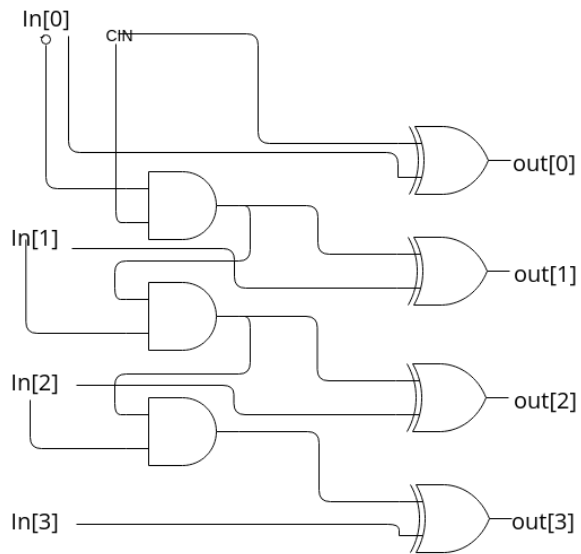 In[0]
CIN
out[0]
In[1]
out[1]
In[2]
out[2]
In[3]
out[3]